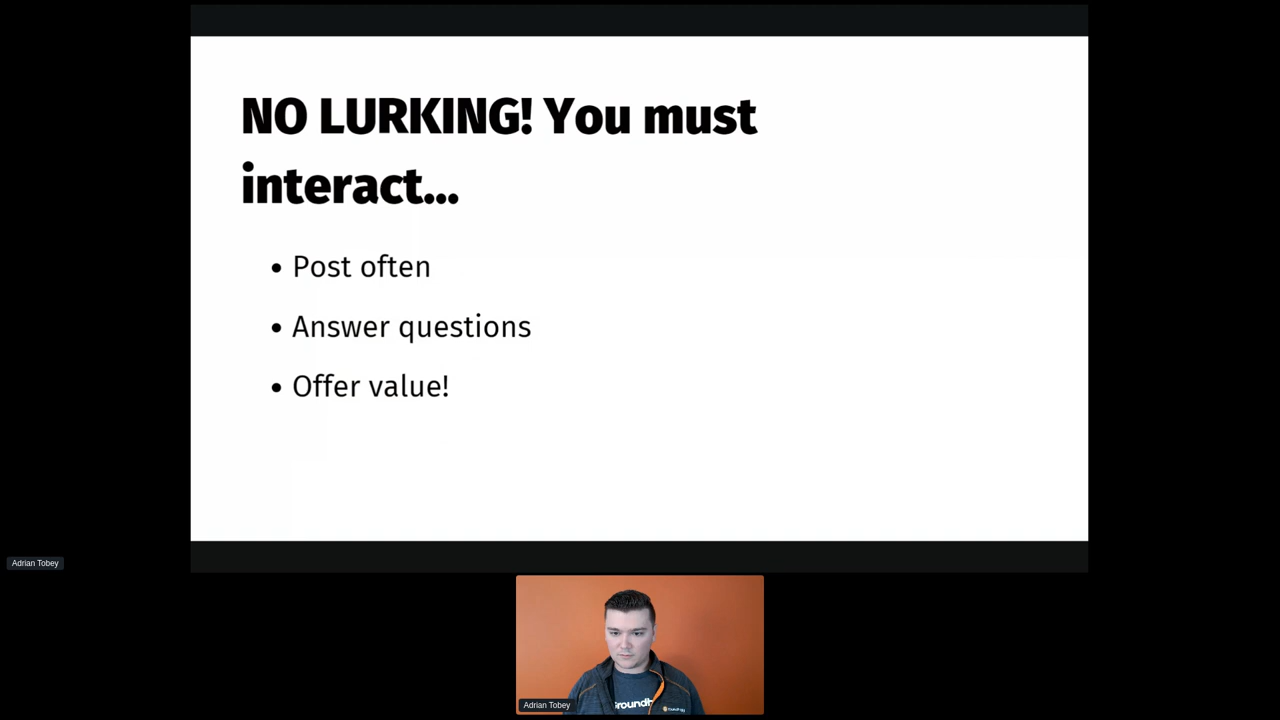 NO LURKING! You must
interact...
• Post often
• Answer questions
• Offer value!
Adrian Tobey
Adrian Tobey